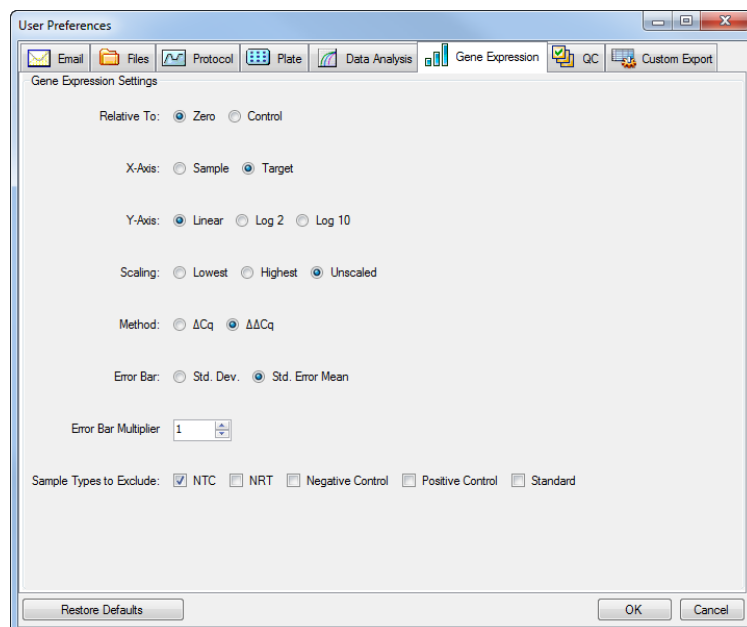 User Preferences
Email Files Protocol Plate Data Analysis Gene Expression QC Custom Export
Gene Expression Settings
Relative To: Zero Control
X-Axis: Sample Target
Y-Axis: Linear Log 2 Log 10
Scaling: Lowest Highest Unscaled
Method: ΔCq ΔΔCq
Error Bar: Std. Dev. Std. Error Mean
Error Bar Multiplier 1
Sample Types to Exclude: NTC NRT Negative Control Positive Control Standard
Restore Defaults OK Cancel